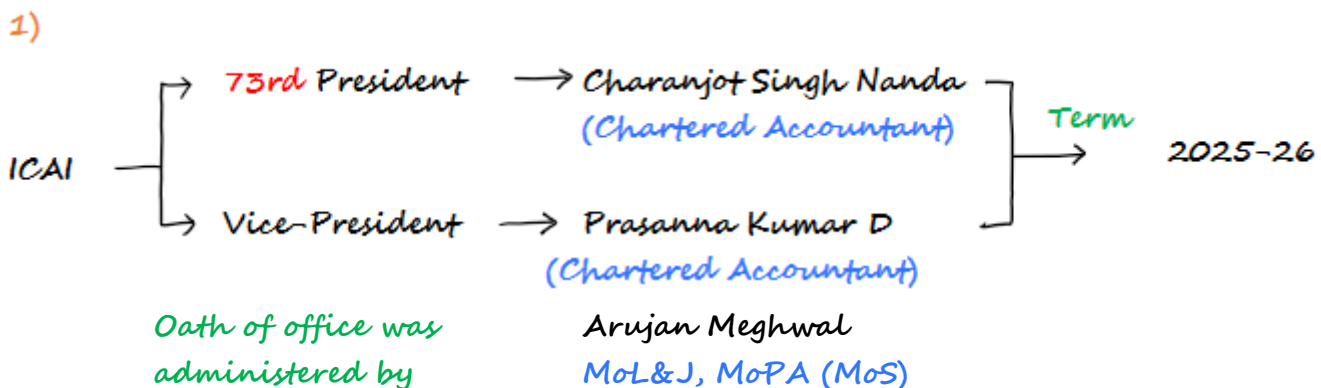 1)
73rd President Charanjot Singh Nanda
(Chartered Accountant)
Term
ICAI
2025-26
Vice-President Prasanna Kumar D
(Chartered Accountant)
Oath of office was Arujan Meghwal
administered by MoL&J, MoPA (MoS)